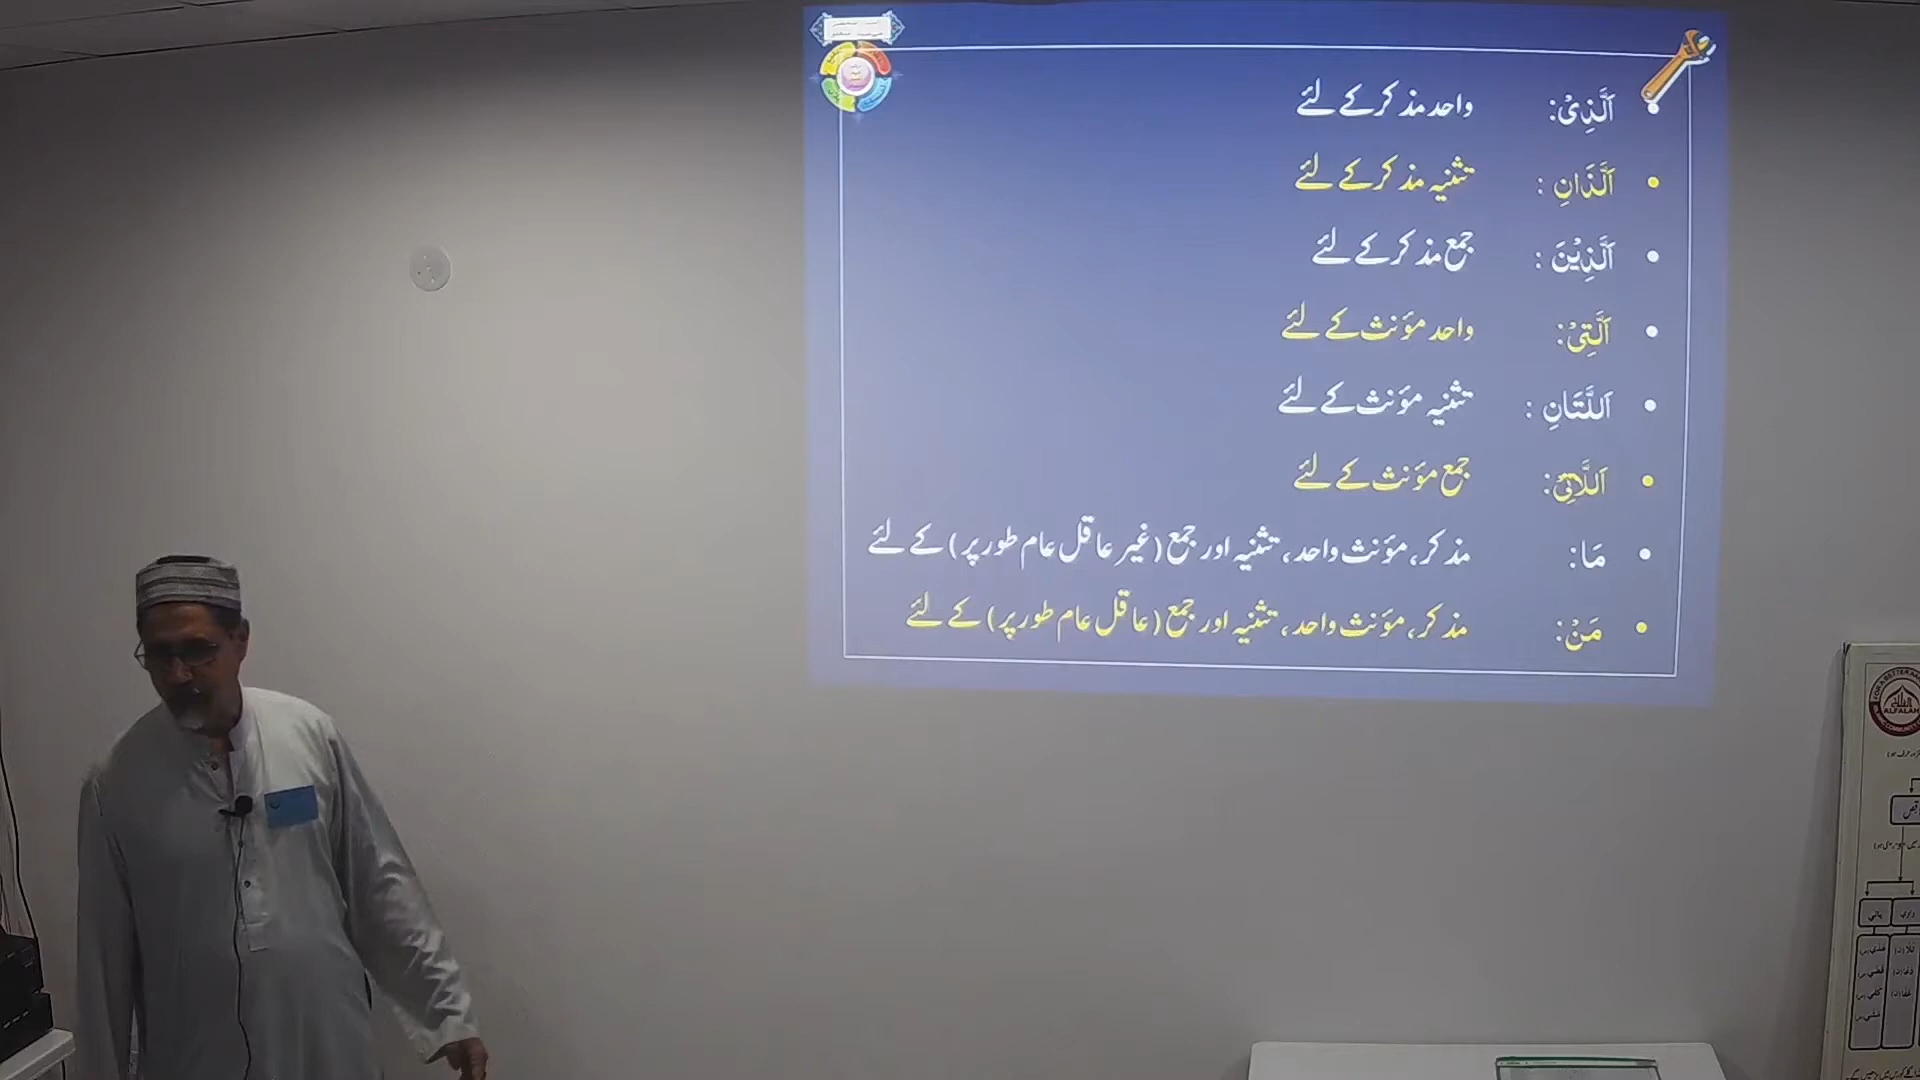 اَلَّذِیْ: واحد مذکر کے لئے
اَلَّذَانِ : تثنیہ مذکر کے لئے
اَلَّذِیْنَ : جمع مذکر کے لئے
اَلَّتِیْ: واحد مؤنث کے لئے
اَللَّتَانِ : تثنیہ مؤنث کے لئے
جمع مؤنث کے لئے
مَا: مذکر، مؤنث واحد، تثنیہ اور جمع (غیر عاقل عام طور پر) کے لئے
مَنْ: مذکر، مؤنث واحد، تثنیہ اور جمع (عاقل عام طور پر) کے لئے
ALFALAH